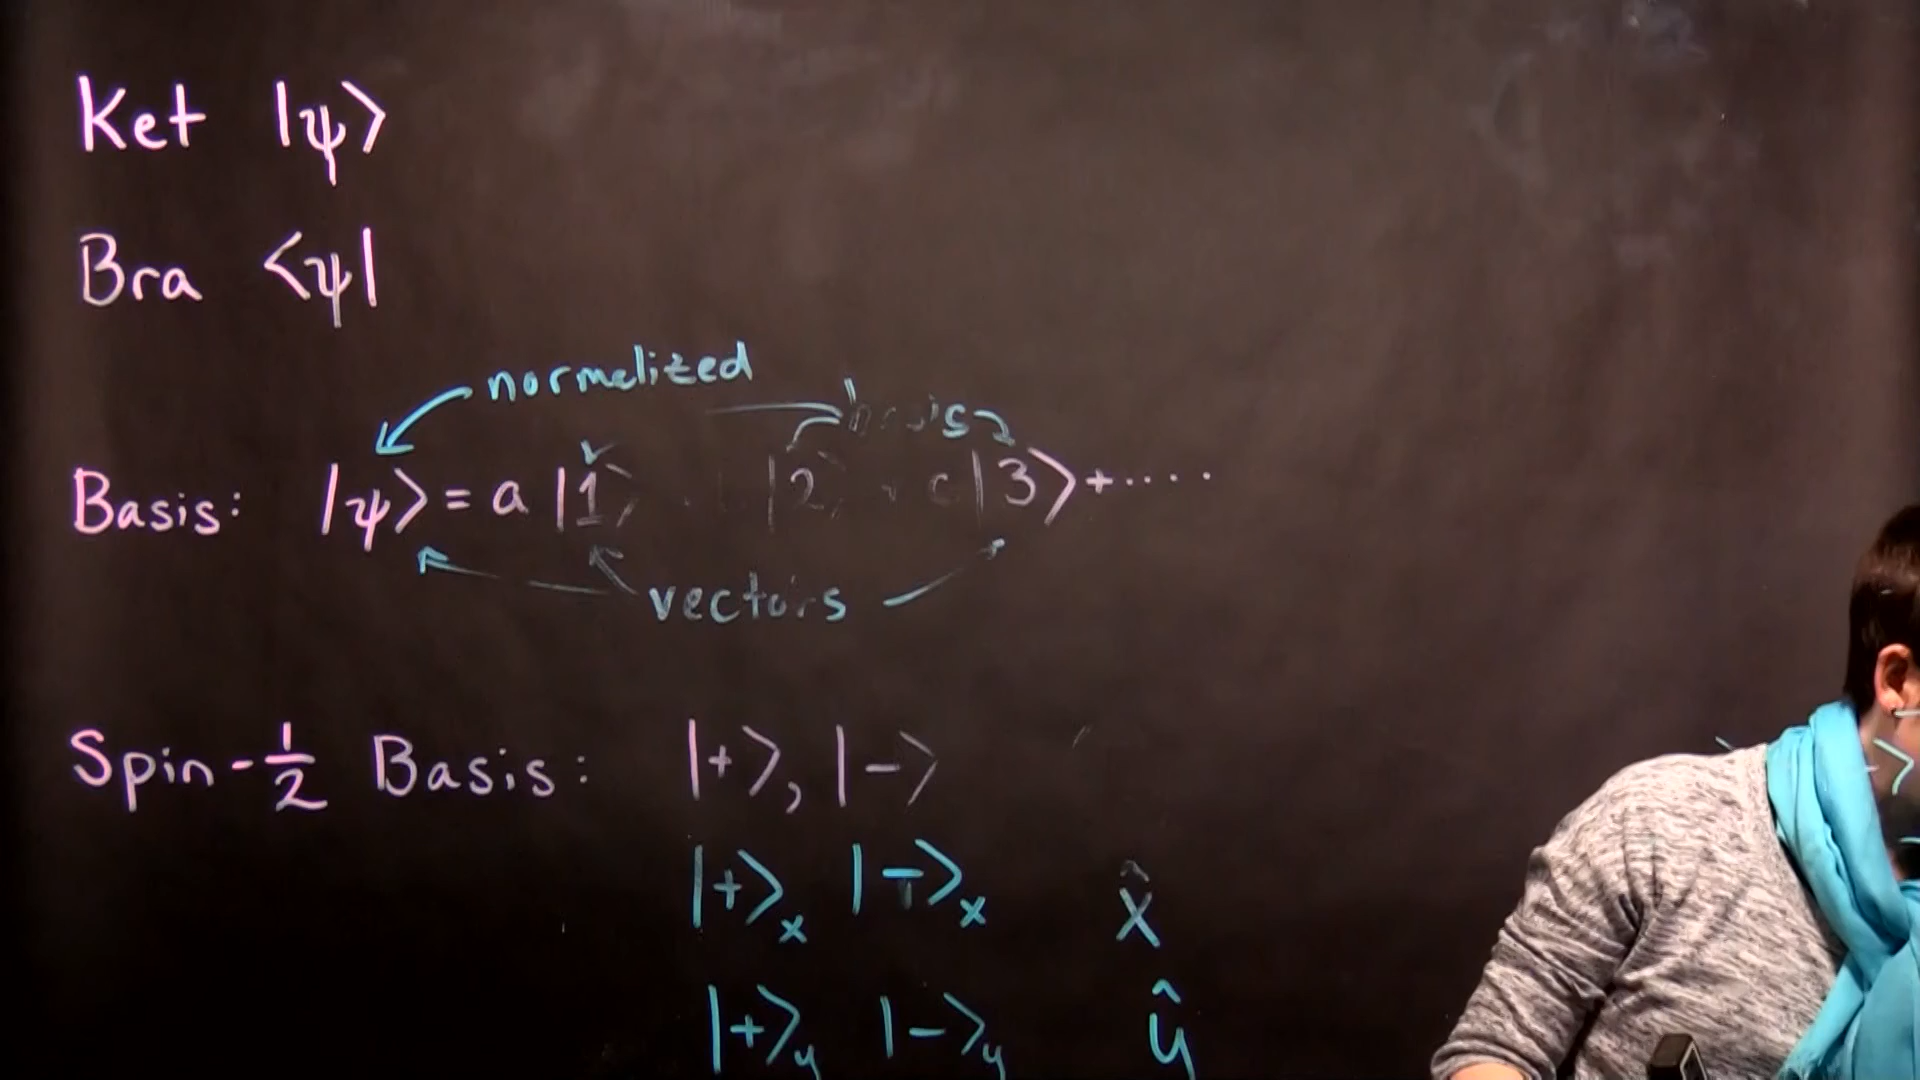 Ket |ψ⟩
Bra <ψ|
normalized
basis
Basis: |ψ⟩ = a |1⟩ |2⟩ + c|3⟩+.....
vectors
Spin-1/2 Basis: |+⟩, |-⟩
|+⟩x |-⟩x x̂
|+⟩y |-⟩y ŷ